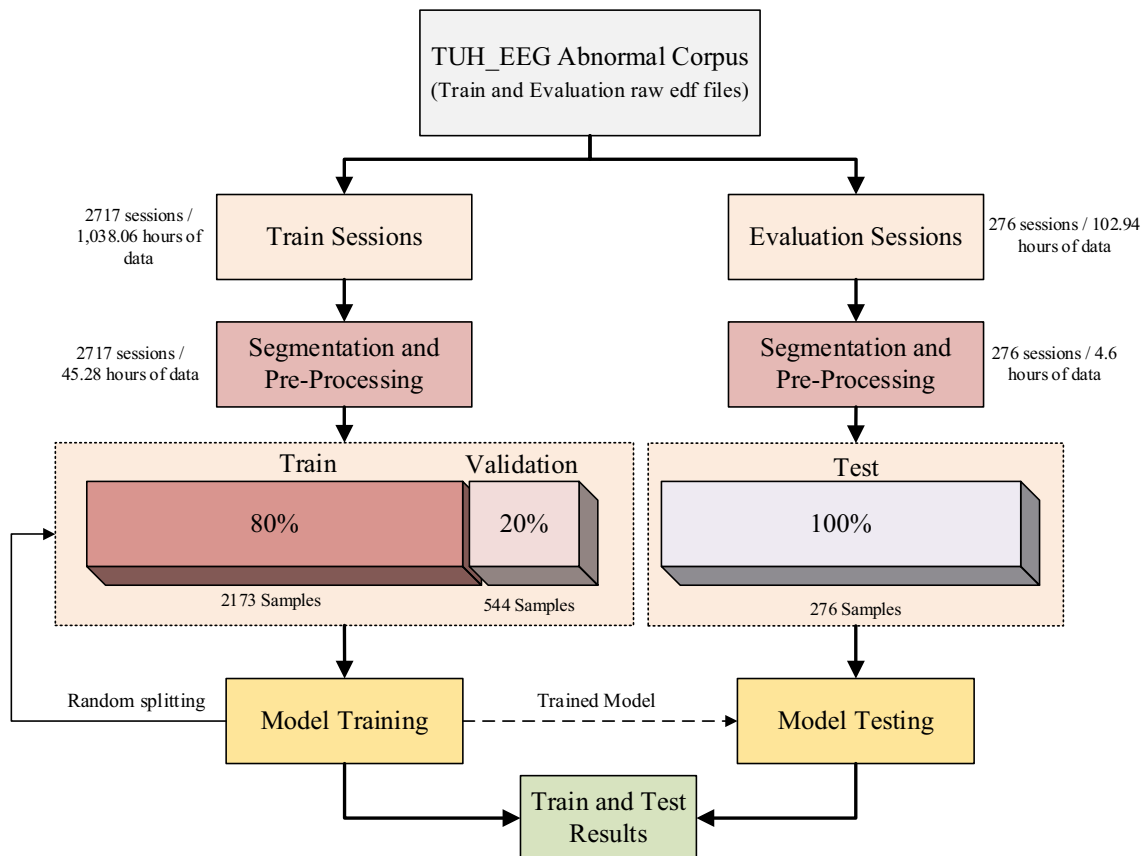 TUH_EEG Abnormal Corpus
(Train and Evaluation raw edf files)
2717 sessions /
1,038.06 hours of
data
Train Sessions
Evaluation Sessions
276 sessions / 102.94
hours of data
2717 sessions /
45.28 hours of data
Segmentation and
Pre-Processing
Segmentation and
Pre-Processing
276 sessions / 4.6
hours of data
Train
Validation
80%
20%
2173 Samples
544 Samples
Test
100%
276 Samples
Random splitting
Model Training
Trained Model
Model Testing
Train and Test
Results